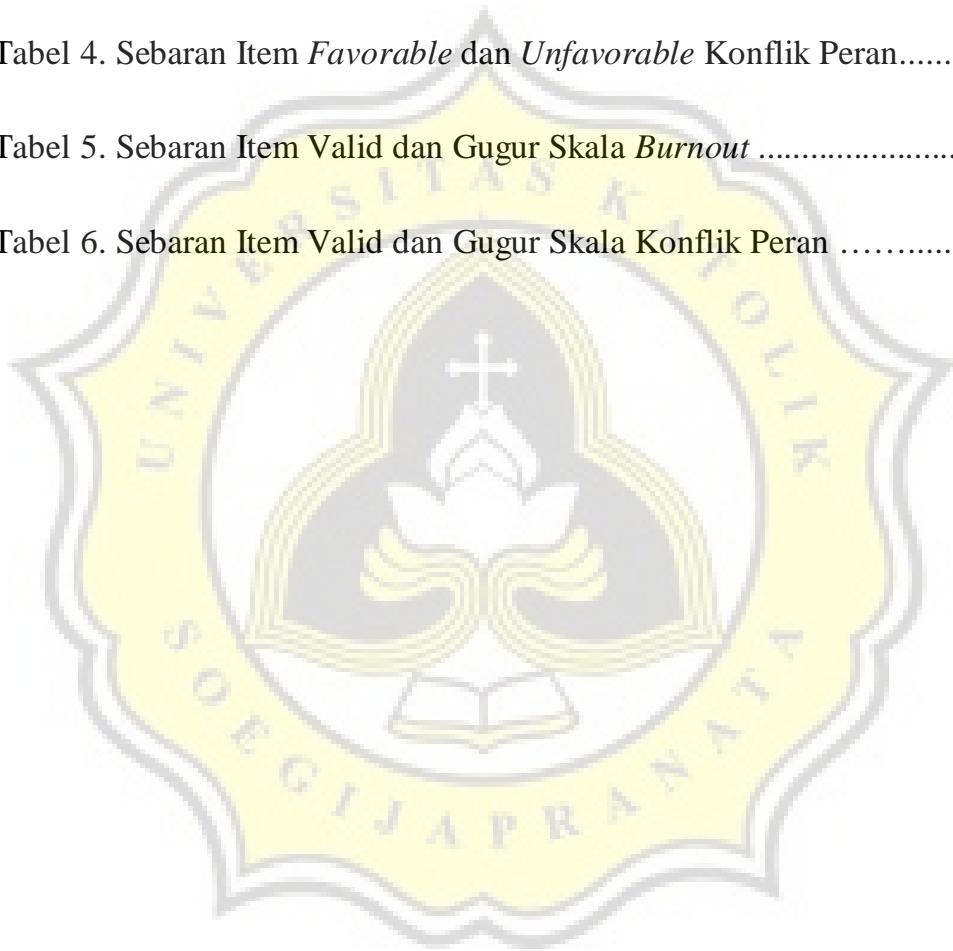 Tabel 4. Sebaran Item Favorable dan Unfavorable Konflik Peran......
Tabel 5. Sebaran Item Valid dan Gugur Skala Burnout ......................
Tabel 6. Sebaran Item Valid dan Gugur Skala Konflik Peran ...........
UNIVERSITAS KATOLIK
SOEGIJAPRANATA